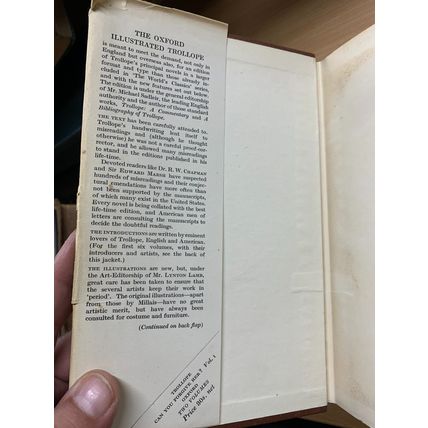 THE OXFORD
ILLUSTRATED TROLLOPE
is meant to meet the demand, not only in
England but overseas also, for an edition
of Trollope's principal novels in a larger
format and type than those already in-
cluded in 'The World's Classics' series,
and with the new features set out below.
The edition is under the general editorship
of Mr. Michael Sadleir, the leading English
authority and the author of those standard
works, Trollope: A Commentary and A
Bibliography of Trollope.
THE TEXT has been carefully attended to.
Trollope's handwriting lent itself to
misreadings and (although he thought
otherwise) he was not a careful proof-cor-
rector, and he allowed many misreadings
to stand in the editions published in his
life-time.
Devoted readers like Dr. R. W. CHAPMAN
and Sir EDWARD MARSH have suspected
hundreds of misreadings and their conjec-
tural emendations have more often than
not been supported by the manuscripts,
of which many exist in the United States.
Every novel is being collated with the best
life-time edition, and American men of
letters are consulting the manuscripts to
decide the doubtful readings.
THE INTRODUCTIONS are written by eminent
lovers of Trollope, English and American.
(For the first six volumes, with their
introducers and artists, see the back of
this jacket.)
THE ILLUSTRATIONS are new, but, under
the Art-Editorship of Mr. LYNTON LAMB,
great care has been taken to ensure that
the several artists keep their work in
'period'. The original illustrations—apart
from those by Millais—have no great
artistic merit, but have always been
consulted for costume and furniture.
(Continued on back flap)
TROLLOPE
CAN YOU FORGIVE HER? Vol. 1
OXFORD
TWO VOLUMES
Price 30s. net